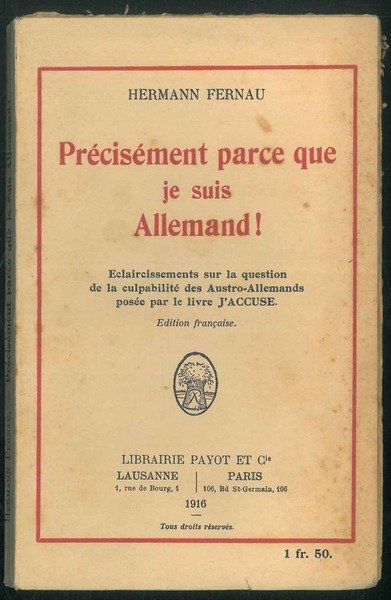 HERMANN FERNAU
Précisément parce que
je suis
Allemand !
Eclaircissements sur la question
de la culpabilité des Austro-Allemands
posée par le livre J'ACCUSE.
Edition française.
LIBRAIRIE PAYOT ET Cie
LAUSANNE | PARIS
1, rue de Bourg, 1 | 106, Bd St-Germain, 106
1916
Tous droits réservés.
1 fr. 50.